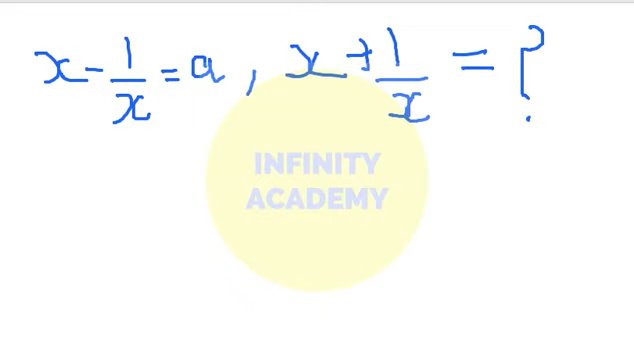 x - 1/x = a, x + 1/x = ?
INFINITY
ACADEMY